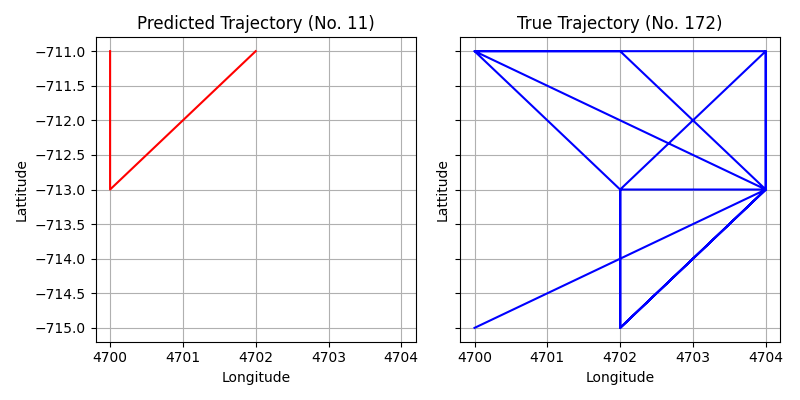 Predicted Trajectory (No. 11)
True Trajectory (No. 172)
−711.0
−711.5
−712.0
−712.5
−713.0
−713.5
−714.0
−714.5
−715.0
Lattitude
Lattitude
4700 4701 4702 4703 4704
4700 4701 4702 4703 4704
Longitude
Longitude